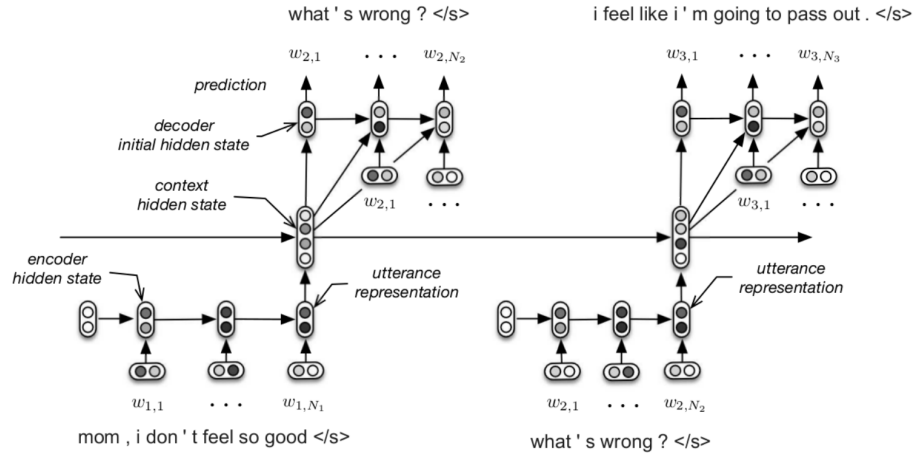 what ' s wrong ? </s>
i feel like i ' m going to pass out . </s>
w2,1 · · · w2,N2
w3,1 · · · w3,N3
prediction
decoder
initial hidden state
context
hidden state
w2,1 · · ·
w3,1 · · ·
encoder
hidden state
utterance
representation
utterance
representation
w1,1 · · · w1,N1
w2,1 · · · w2,N2
mom , i don ' t feel so good </s>
what ' s wrong ? </s>